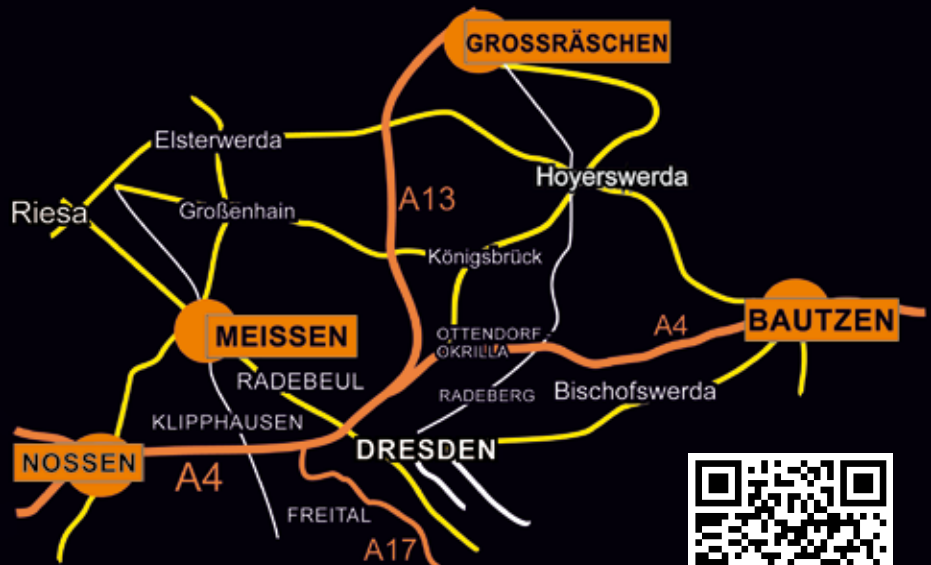 GROSSRÄSCHEN
Elsterwerda
Hoyerswerda
A13
Riesa
Großenhain
Königsbrück
BAUTZEN
A4
MEISSEN
OTTENDORF-
OKRILLA
RADEBEUL
RADEBERG
Bischofswerda
KLIPPHAUSEN
DRESDEN
NOSSEN
A4
FREITAL
A17